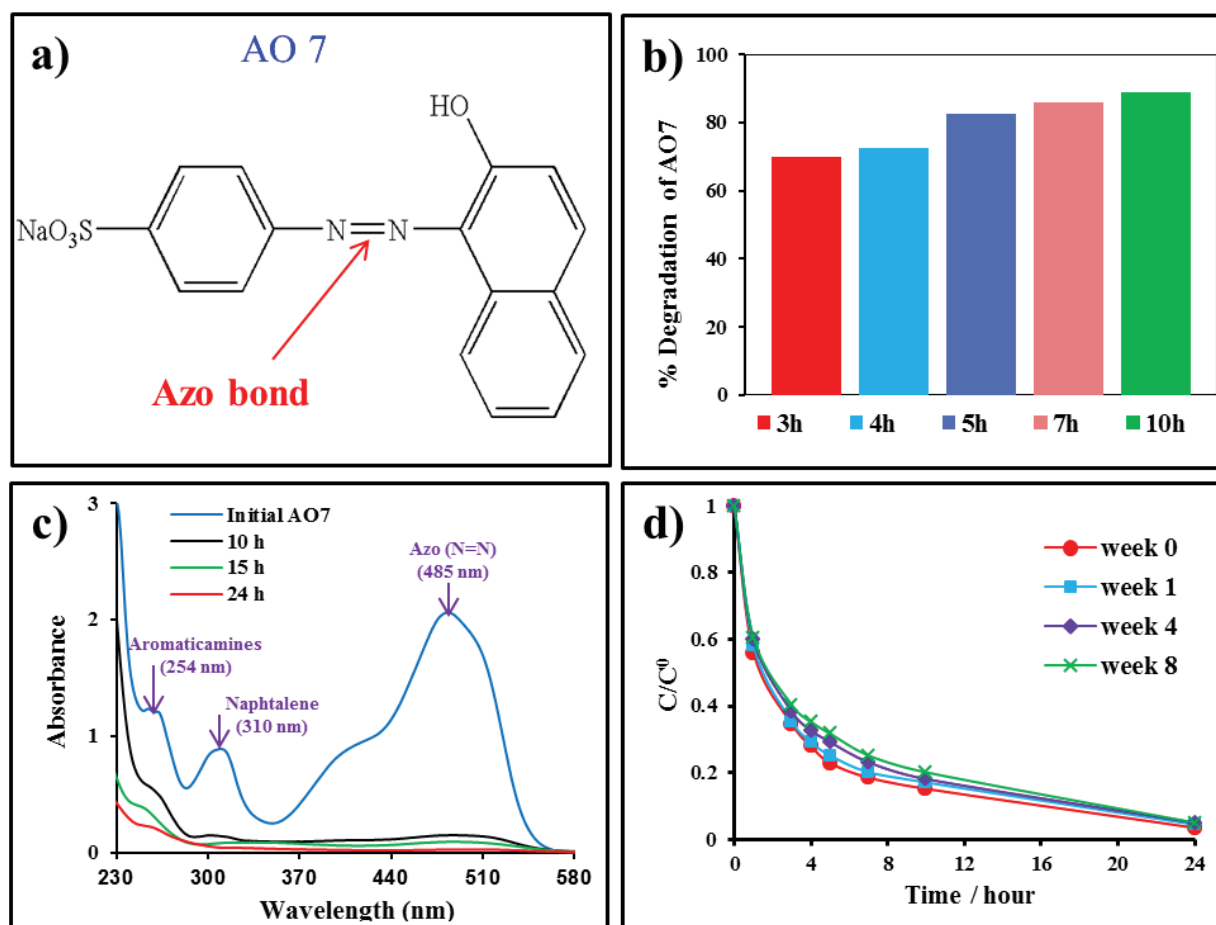 a)
AO 7
HO
NaO₃S
N
N
Azo bond
b)
% Degradation of AO7
100
80
60
40
20
0
3h 4h 5h 7h 10h
c)
Absorbance
3
2
1
0
Initial AO7
10 h
15 h
24 h
Azo (N=N)
(485 nm)
Aromaticamines
(254 nm)
Naphtalene
(310 nm)
230 300 370 440 510 580
Wavelength (nm)
d)
C/C⁰
1
0.8
0.6
0.4
0.2
0
week 0
week 1
week 4
week 8
0 4 8 12 16 20 24
Time / hour